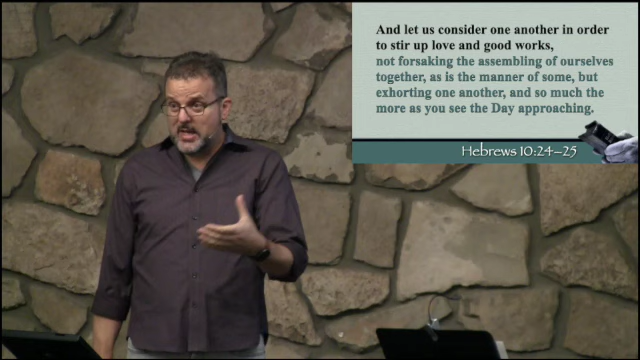 And let us consider one another in order
to stir up love and good works,
not forsaking the assembling of ourselves
together, as is the manner of some, but
exhorting one another, and so much the
more as you see the Day approaching.
Hebrews 10:24–25